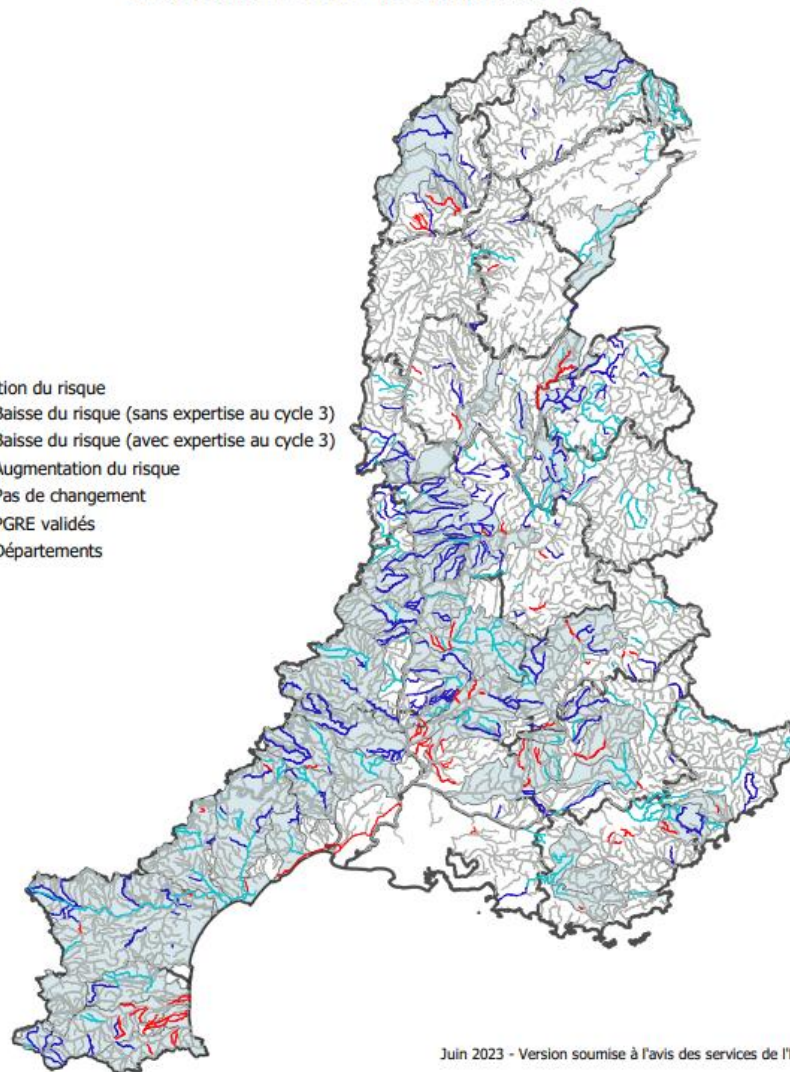 tion du risque
Baisse du risque (sans expertise au cycle 3)
Baisse du risque (avec expertise au cycle 3)
Augmentation du risque
Pas de changement
PGRE validés
Départements
Juin 2023 - Version soumise à l'avis des services de l'